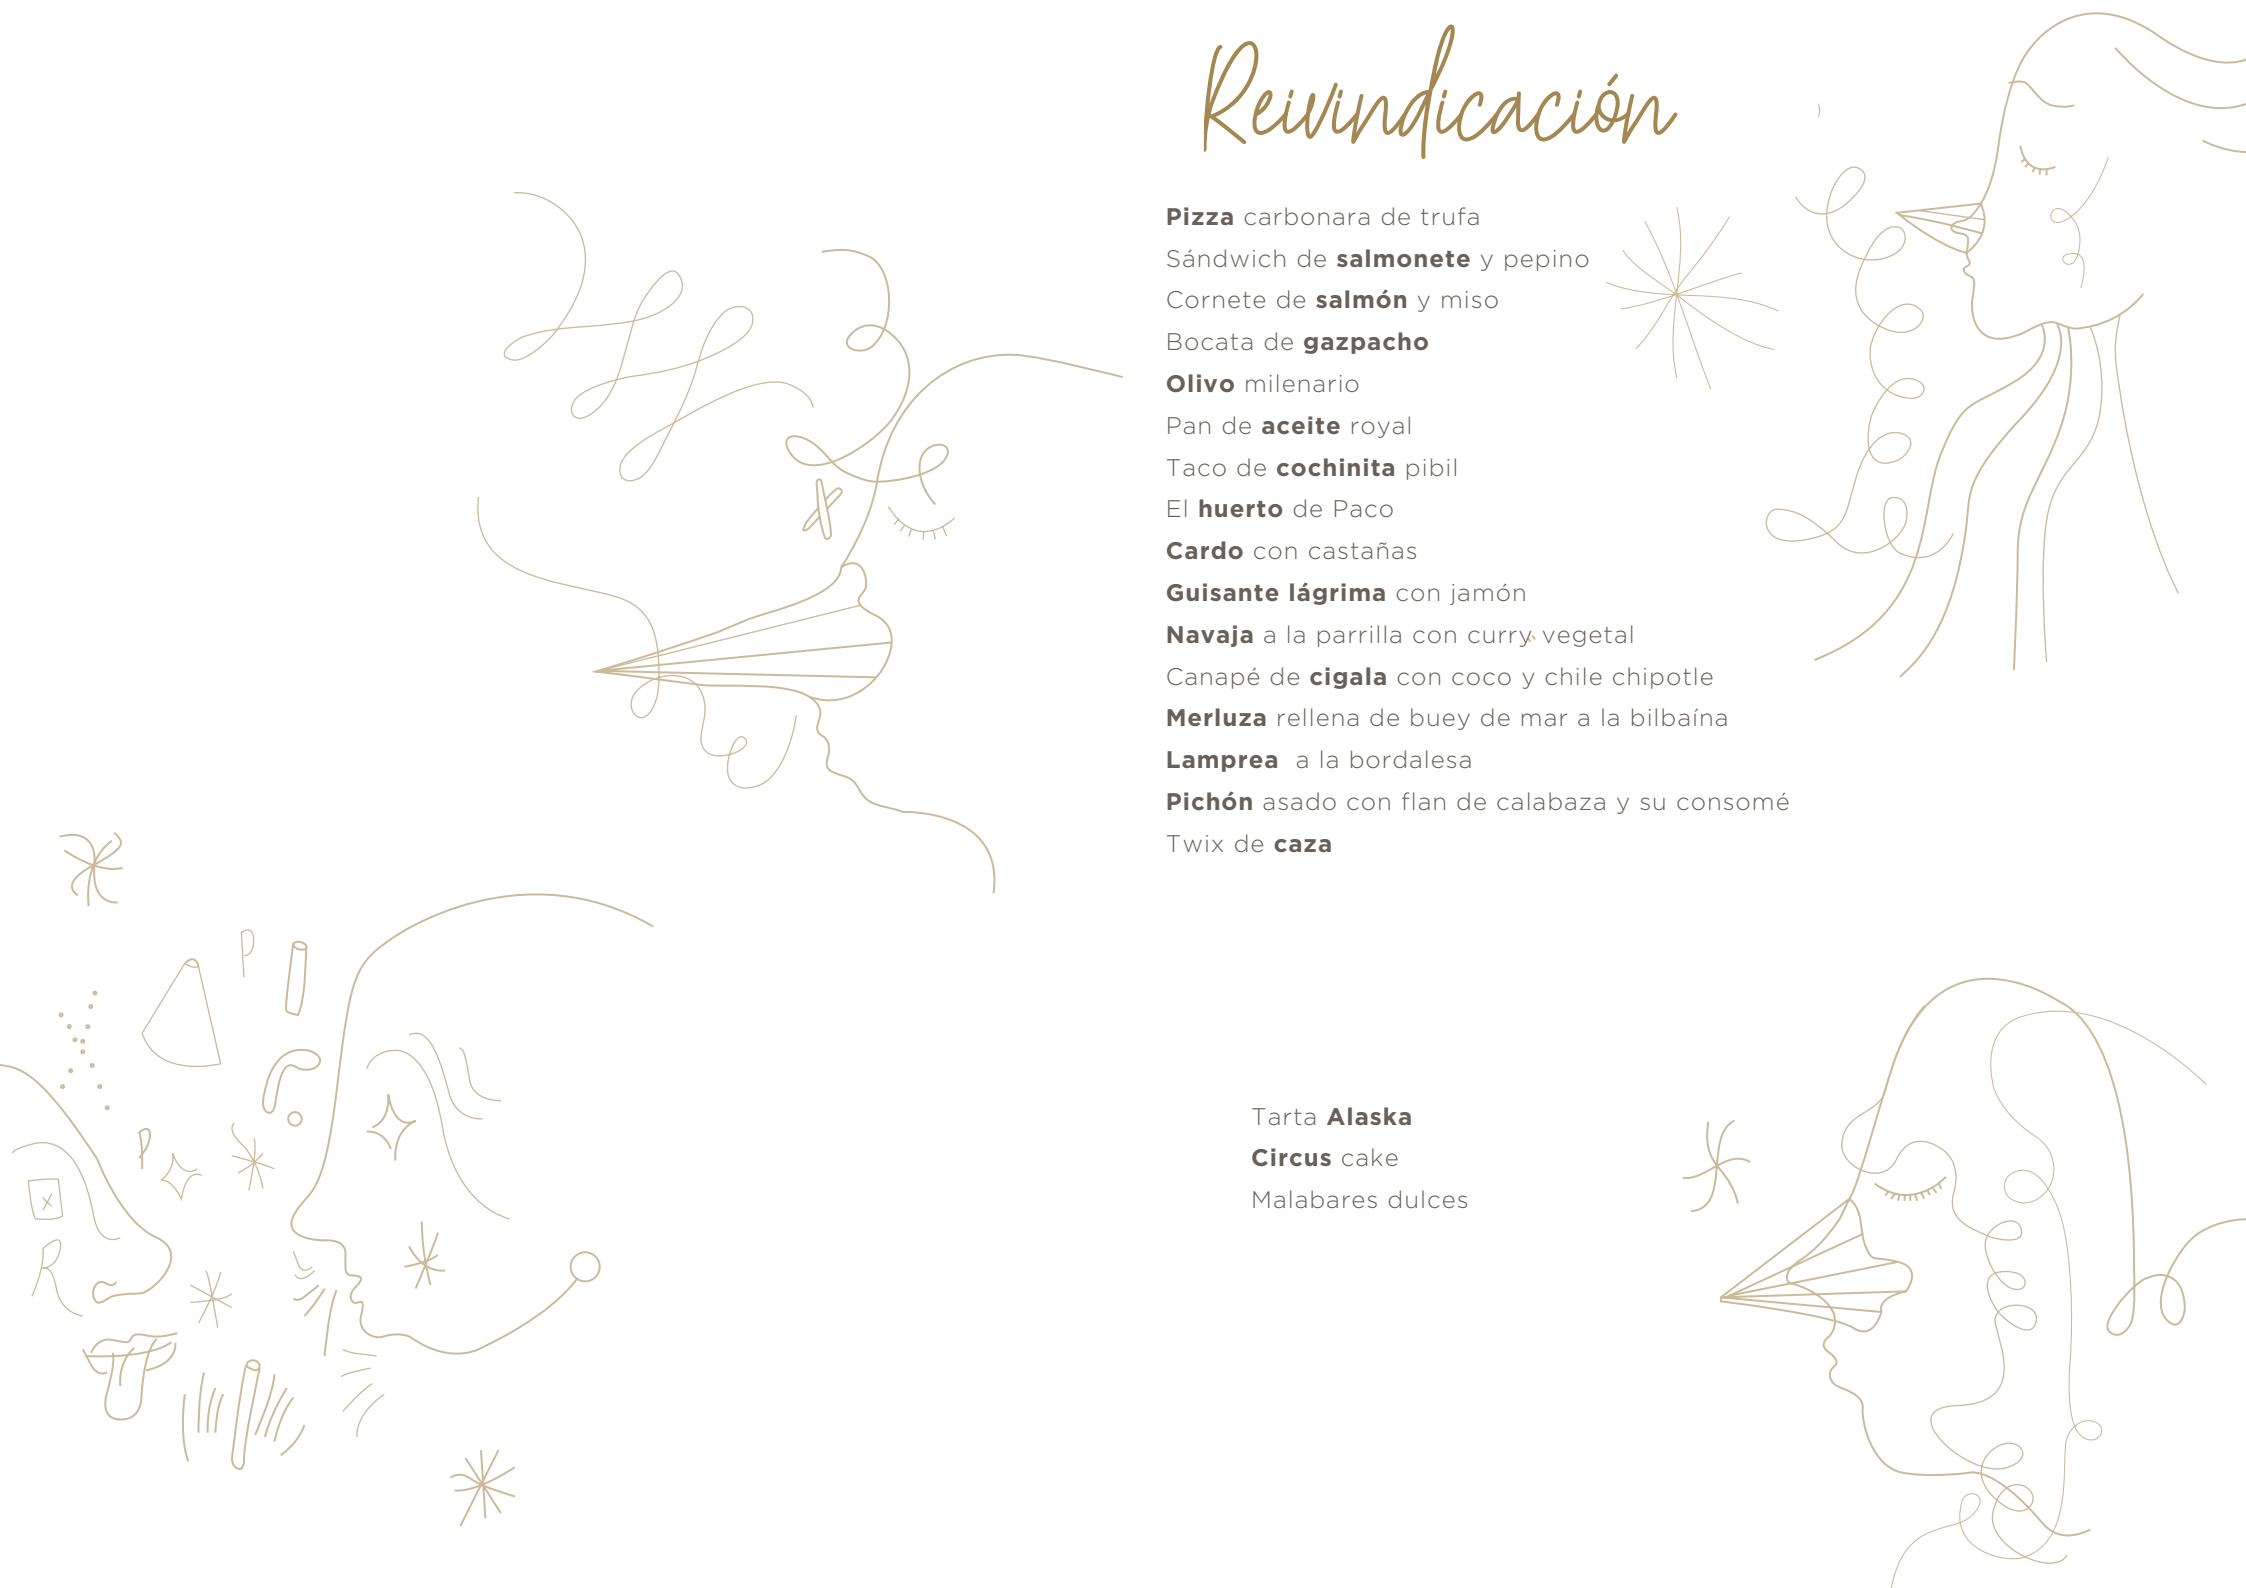 Reivindicación
Pizza carbonara de trufa
Sándwich de salmonete y pepino
Cornete de salmón y miso
Bocata de gazpacho
Olivo milenario
Pan de aceite royal
Taco de cochinita pibil
El huerto de Paco
Cardo con castañas
Guisante lágrima con jamón
Navaja a la parrilla con curry vegetal
Canapé de cigala con coco y chile chipotle
Merluza rellena de buey de mar a la bilbaína
Lamprea a la bordalesa
Pichón asado con flan de calabaza y su consomé
Twix de caza
Tarta Alaska
Circus cake
Malabares dulces